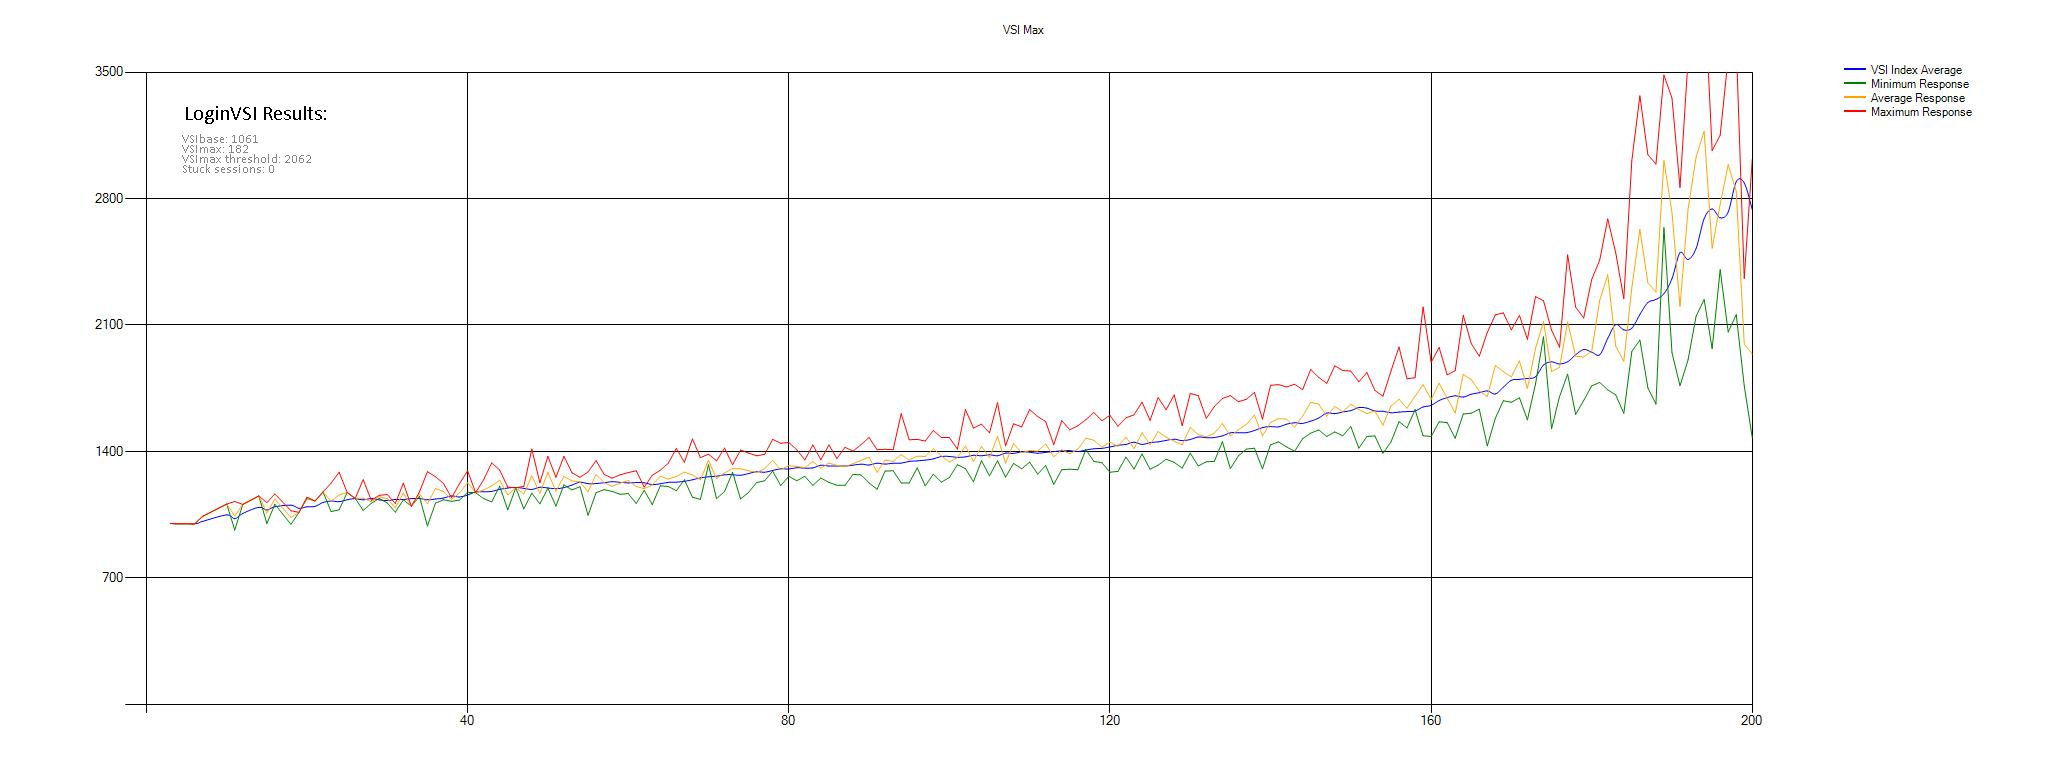 VSI Max
3500
2800
2100
1400
700
40
80
120
160
200
LoginVSI Results:
VSIbase: 1061
VSImax: 182
VSImax threshold: 2062
Stuck sessions: 0
VSI Index Average
Minimum Response
Average Response
Maximum Response